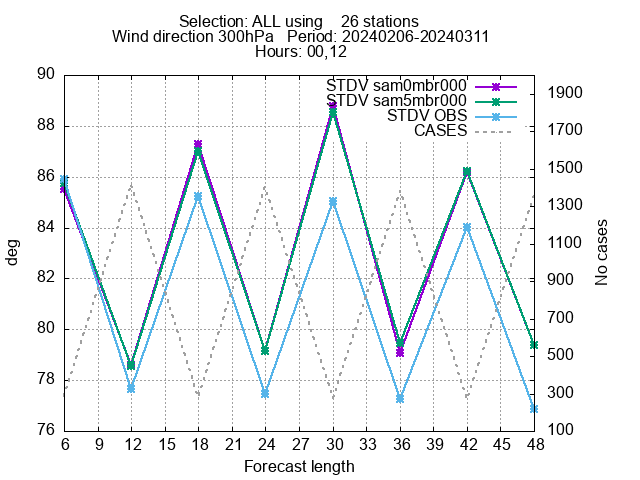 Selection: ALL using    26 stations
Wind direction 300hPa   Period: 20240206-20240311
Hours: 00,12
STDV sam0mbr000
STDV sam5mbr000
STDV OBS
CASES
deg
90
88
86
84
82
80
78
76
1900
1700
1500
1300
1100
900
700
500
300
100
No cases
6 9 12 15 18 21 24 27 30 33 36 39 42 45 48
Forecast length